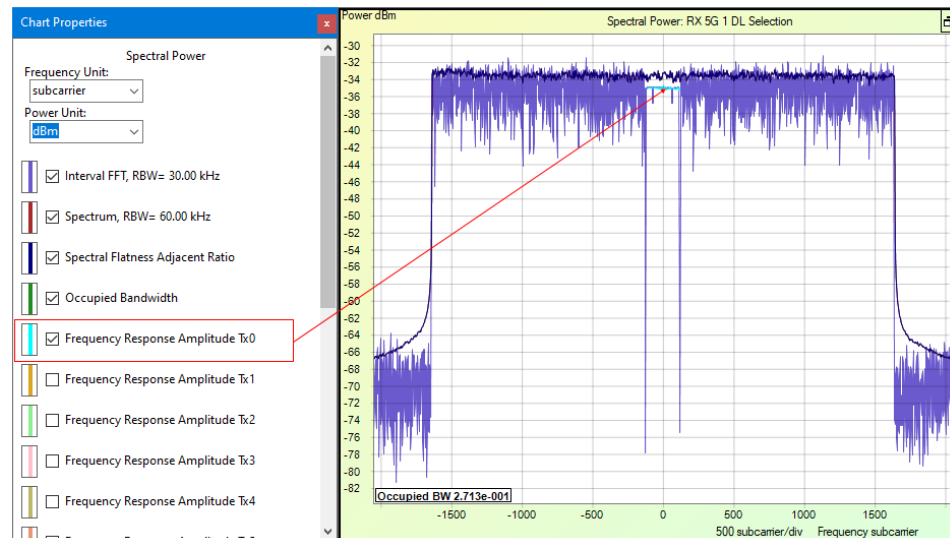 Chart Properties
x
Spectral Power
Frequency Unit:
subcarrier
Power Unit:
dBm
Interval FFT, RBW= 30.00 kHz
Spectrum, RBW= 60.00 kHz
Spectral Flatness Adjacent Ratio
Occupied Bandwidth
Frequency Response Amplitude Tx0
Frequency Response Amplitude Tx1
Frequency Response Amplitude Tx2
Frequency Response Amplitude Tx3
Frequency Response Amplitude Tx4
Power dBm
Spectral Power: RX 5G 1 DL Selection
-30
-32
-34
-36
-38
-40
-42
-44
-46
-48
-50
-52
-54
-56
-58
-60
-62
-64
-66
-68
-70
-72
-74
-76
-78
-80
-82
Occupied BW 2.713e-001
-1500 -1000 -500 0 500 1000 1500
500 subcarrier/div Frequency subcarrier